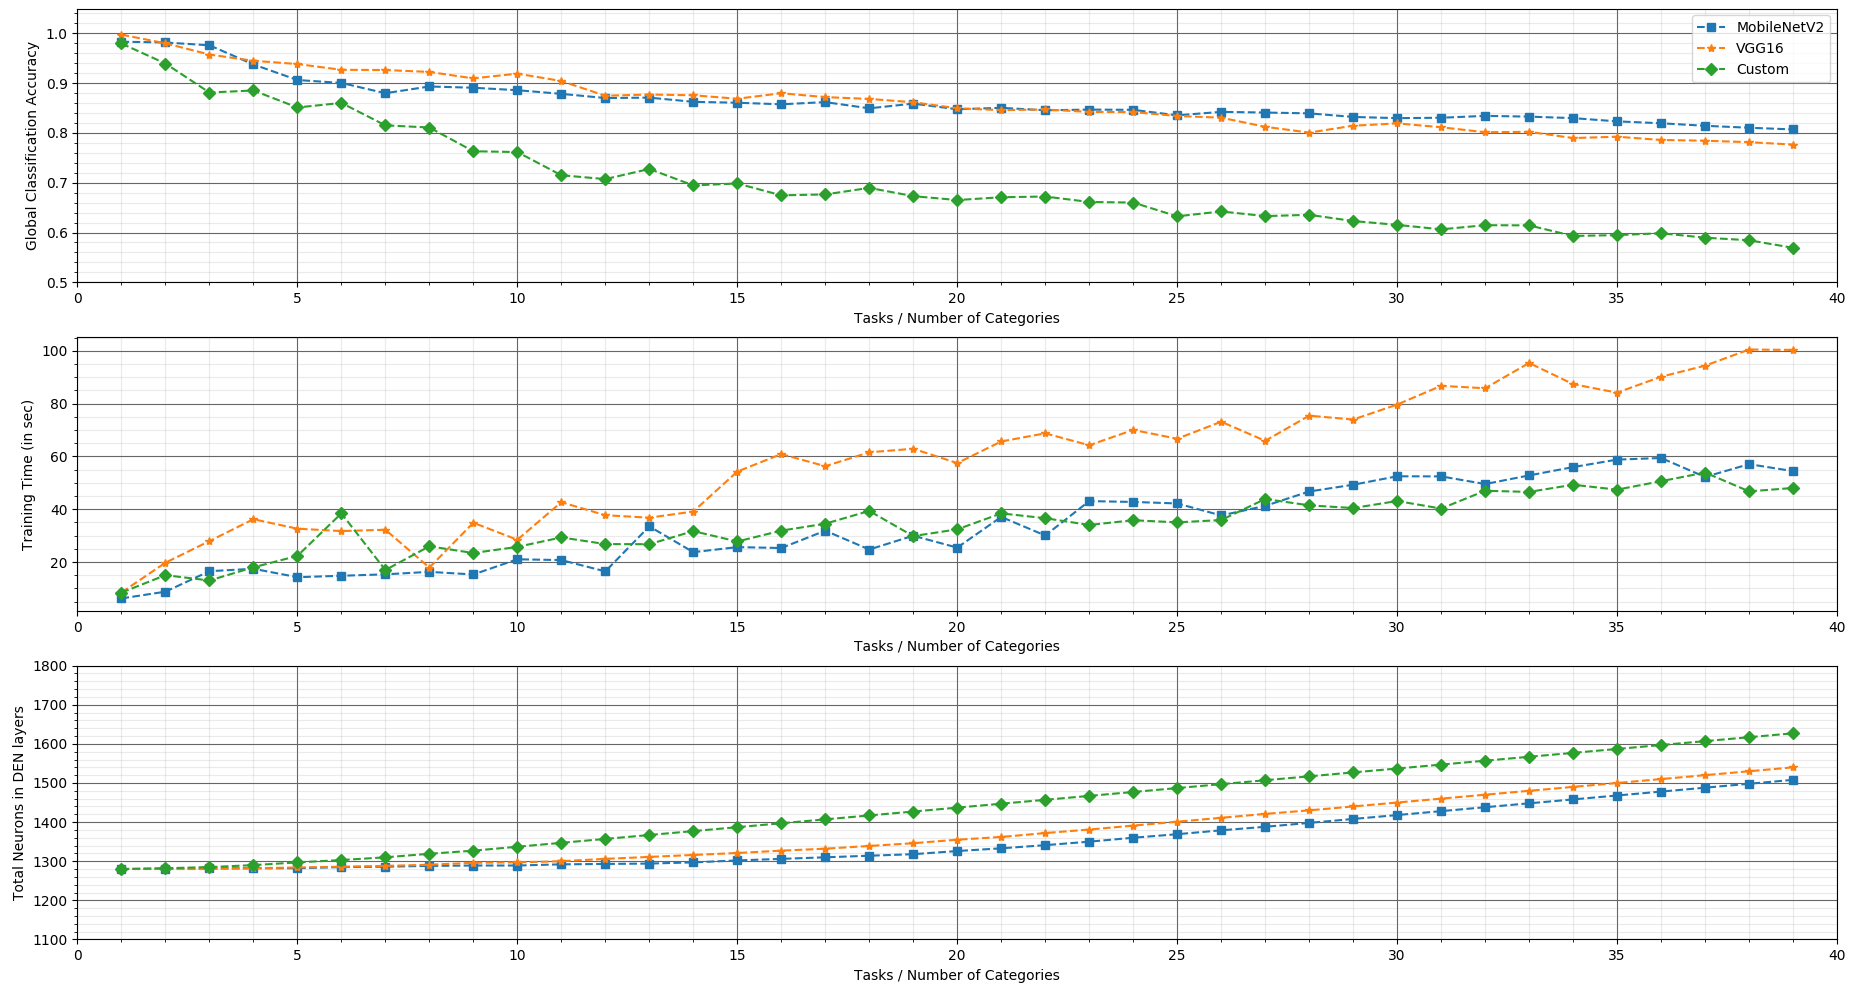 1.0
0.9
0.8
0.7
0.6
0.5
Global Classification Accuracy
MobileNetV2
VGG16
Custom
0 5 10 15 20 25 30 35 40
Tasks / Number of Categories
100
80
60
40
20
Training Time (in sec)
0 5 10 15 20 25 30 35 40
Tasks / Number of Categories
1800
1700
1600
1500
1400
1300
1200
1100
Total Neurons in DEN layers
0 5 10 15 20 25 30 35 40
Tasks / Number of Categories